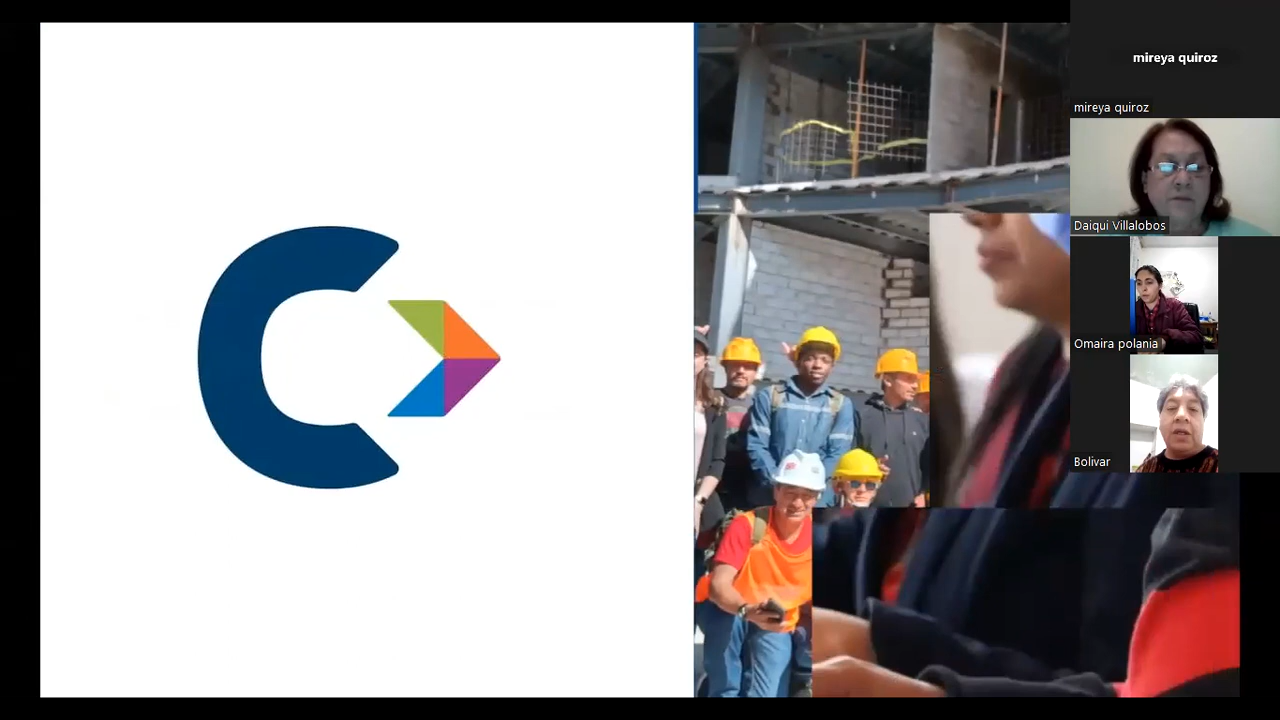 mireya quiroz
mireya quiroz
Daiqui Villalobos
Omaira polania
Bolivar